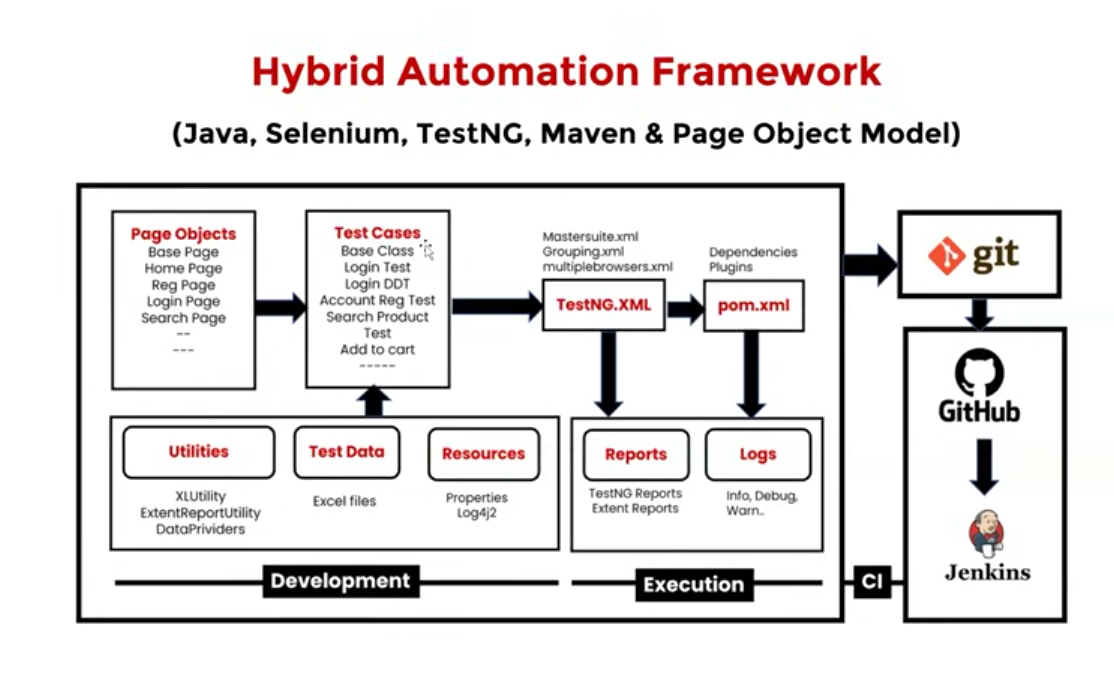 Hybrid Automation Framework
(Java, Selenium, TestNG, Maven & Page Object Model)
Page Objects
Base Page
Home Page
Reg Page
Login Page
Search Page
--
---
Test Cases
Base Class
Login Test
Login DDT
Account Reg Test
Search Product
Test
Add to cart
-----
Mastersuite.xml
Grouping.xml
multiplebrowsers.xml
TestNG.XML
Dependencies
Plugins
pom.xml
git
GitHub
Jenkins
Utilities
XLUtility
ExtentReportUtility
DataPrividers
Test Data
Excel files
Resources
Properties
Log4j2
Reports
TestNG Reports
Extent Reports
Logs
Info, Debug,
Warn..
Development
Execution
CI